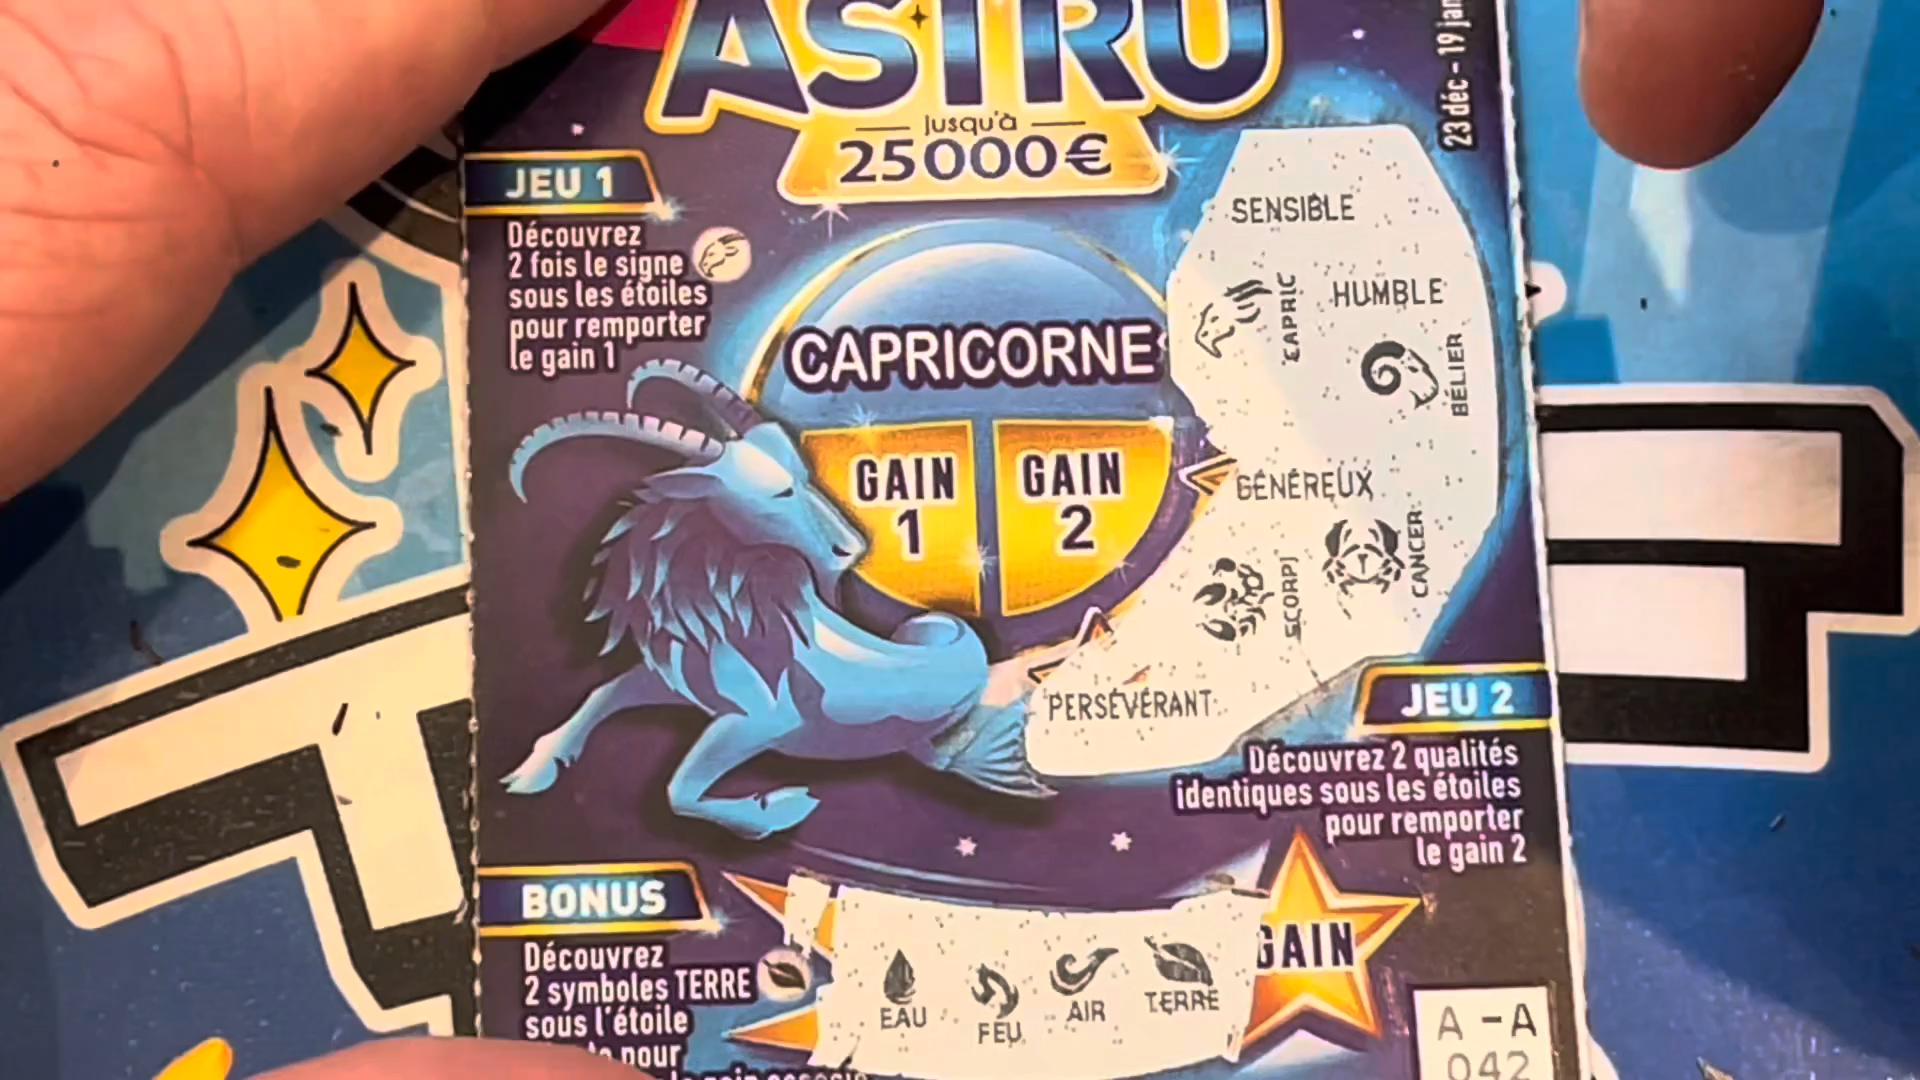 ASTRO
jusqu'à
25 000 €
23 déc - 19 jan
JEU 1
Découvrez
2 fois le signe
sous les étoiles
pour remporter
le gain 1
CAPRICORNE
GAIN
1
GAIN
2
SENSIBLE
CAPRIC
HUMBLE
BÉLIER
GÉNÉREUX
SCORPI
CANCER
PERSÉVÉRANT
JEU 2
Découvrez 2 qualités
identiques sous les étoiles
pour remporter
le gain 2
BONUS
Découvrez
2 symboles TERRE
sous l'étoile
pour
EAU
FEU
AIR
TERRE
GAIN
A - A
042